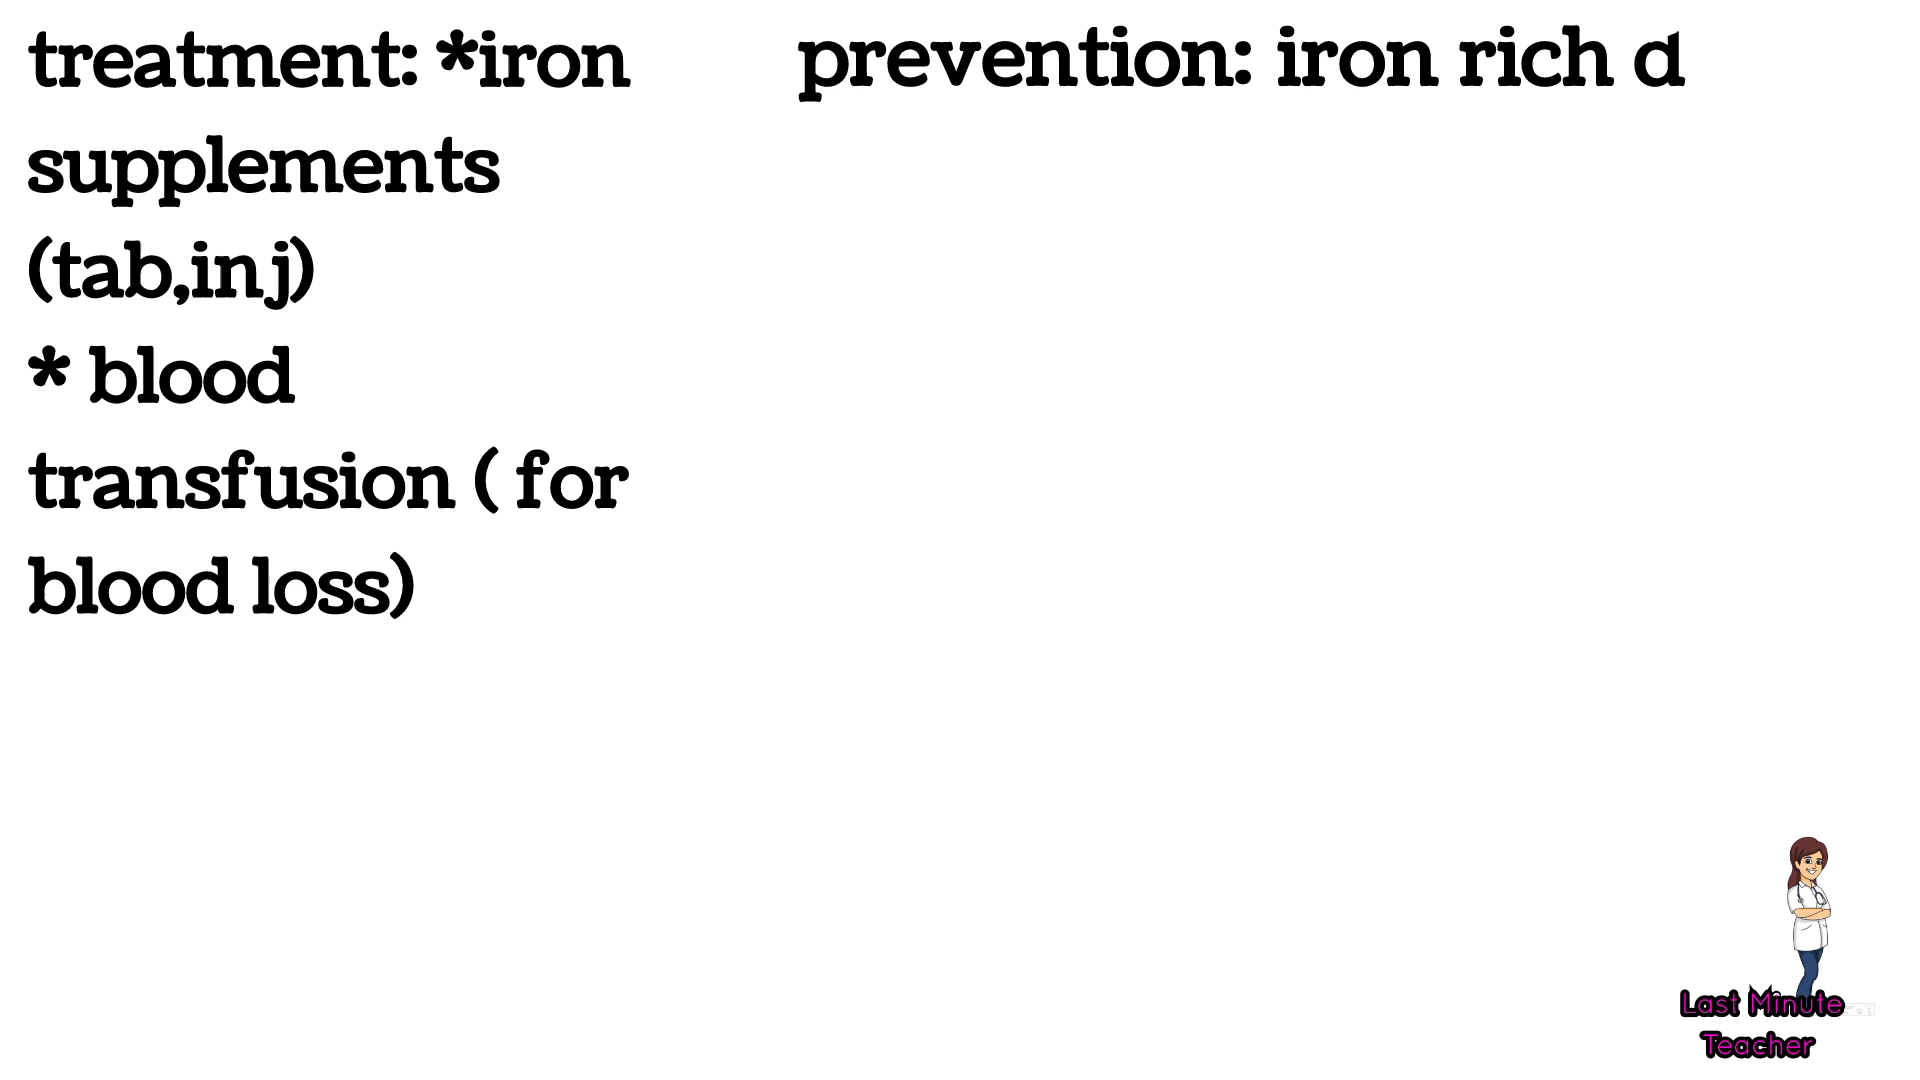 treatment: *iron
supplements
(tab,inj)
* blood
transfusion ( for
blood loss)
prevention: iron rich d
Last Minute
Teacher